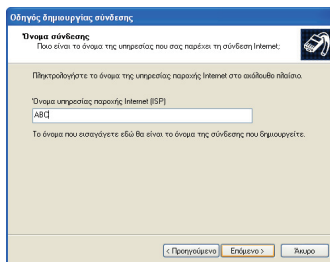 Οδηγός δημιουργίας σύνδεσης
Όνομα σύνδεσης
Ποιο είναι το όνομα της υπηρεσίας που σας παρέχει τη σύνδεση Internet;
Πληκτρολογήστε το όνομα της υπηρεσίας παροχής Internet στο ακόλουθο πλαίσιο.
Όνομα υπηρεσίας παροχής Internet (ISP)
ABC
Το όνομα που εισαγάγετε εδώ θα είναι το όνομα της σύνδεσης που δημιουργείτε.
< Προηγούμενο Επόμενο > Άκυρο